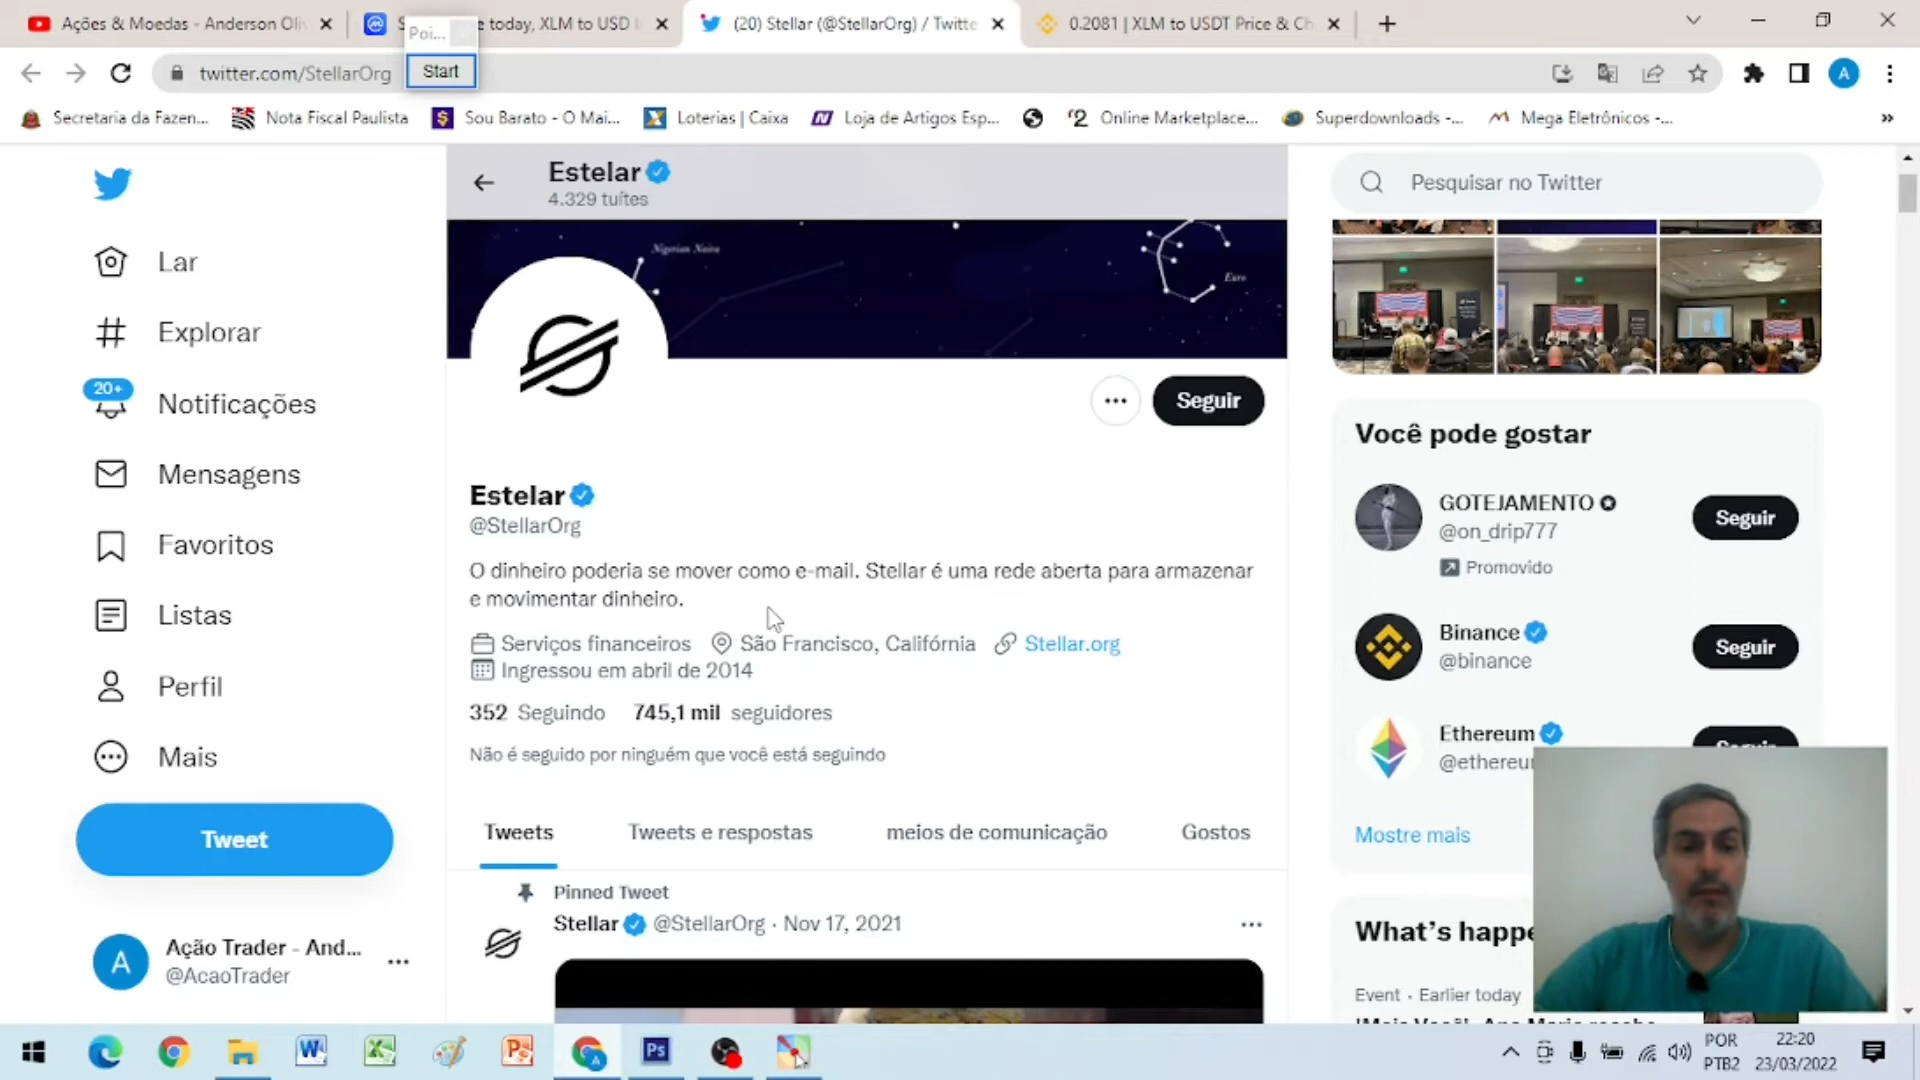 Ações & Moedas - Anderson Oli
e today, XLM to USD l
(20) Stellar (@StellarOrg) / Twitte
0.2081 | XLM to USDT Price & Ch
Poi...
Start
twitter.com/StellarOrg
A
Secretaria da Fazen...
Nota Fiscal Paulista
Sou Barato - O Mai...
Loterias | Caixa
Loja de Artigos Esp...
Online Marketplace...
Superdownloads -...
Mega Eletrônicos -...
Estelar
4.329 tuítes
Pesquisar no Twitter
Nigerian Naira
Euro
Lar
Explorar
20+
Notificações
Mensagens
Favoritos
Listas
Perfil
Mais
Tweet
A
Ação Trader - And...
@AcaoTrader
Seguir
Estelar
@StellarOrg
O dinheiro poderia se mover como e-mail. Stellar é uma rede aberta para armazenar
e movimentar dinheiro.
Serviços financeiros São Francisco, Califórnia Stellar.org
Ingressou em abril de 2014
352 Seguindo 745,1 mil seguidores
Não é seguido por ninguém que você está seguindo
Tweets
Tweets e respostas
meios de comunicação
Gostos
Pinned Tweet
Stellar @StellarOrg · Nov 17, 2021
Você pode gostar
GOTEJAMENTO
@on_drip777
Promovido
Seguir
Binance
@binance
Seguir
Ethereum
@ethereu
Seguir
Mostre mais
What's happe
Event · Earlier today
Ps
POR
PTB2
22:20
23/03/2022